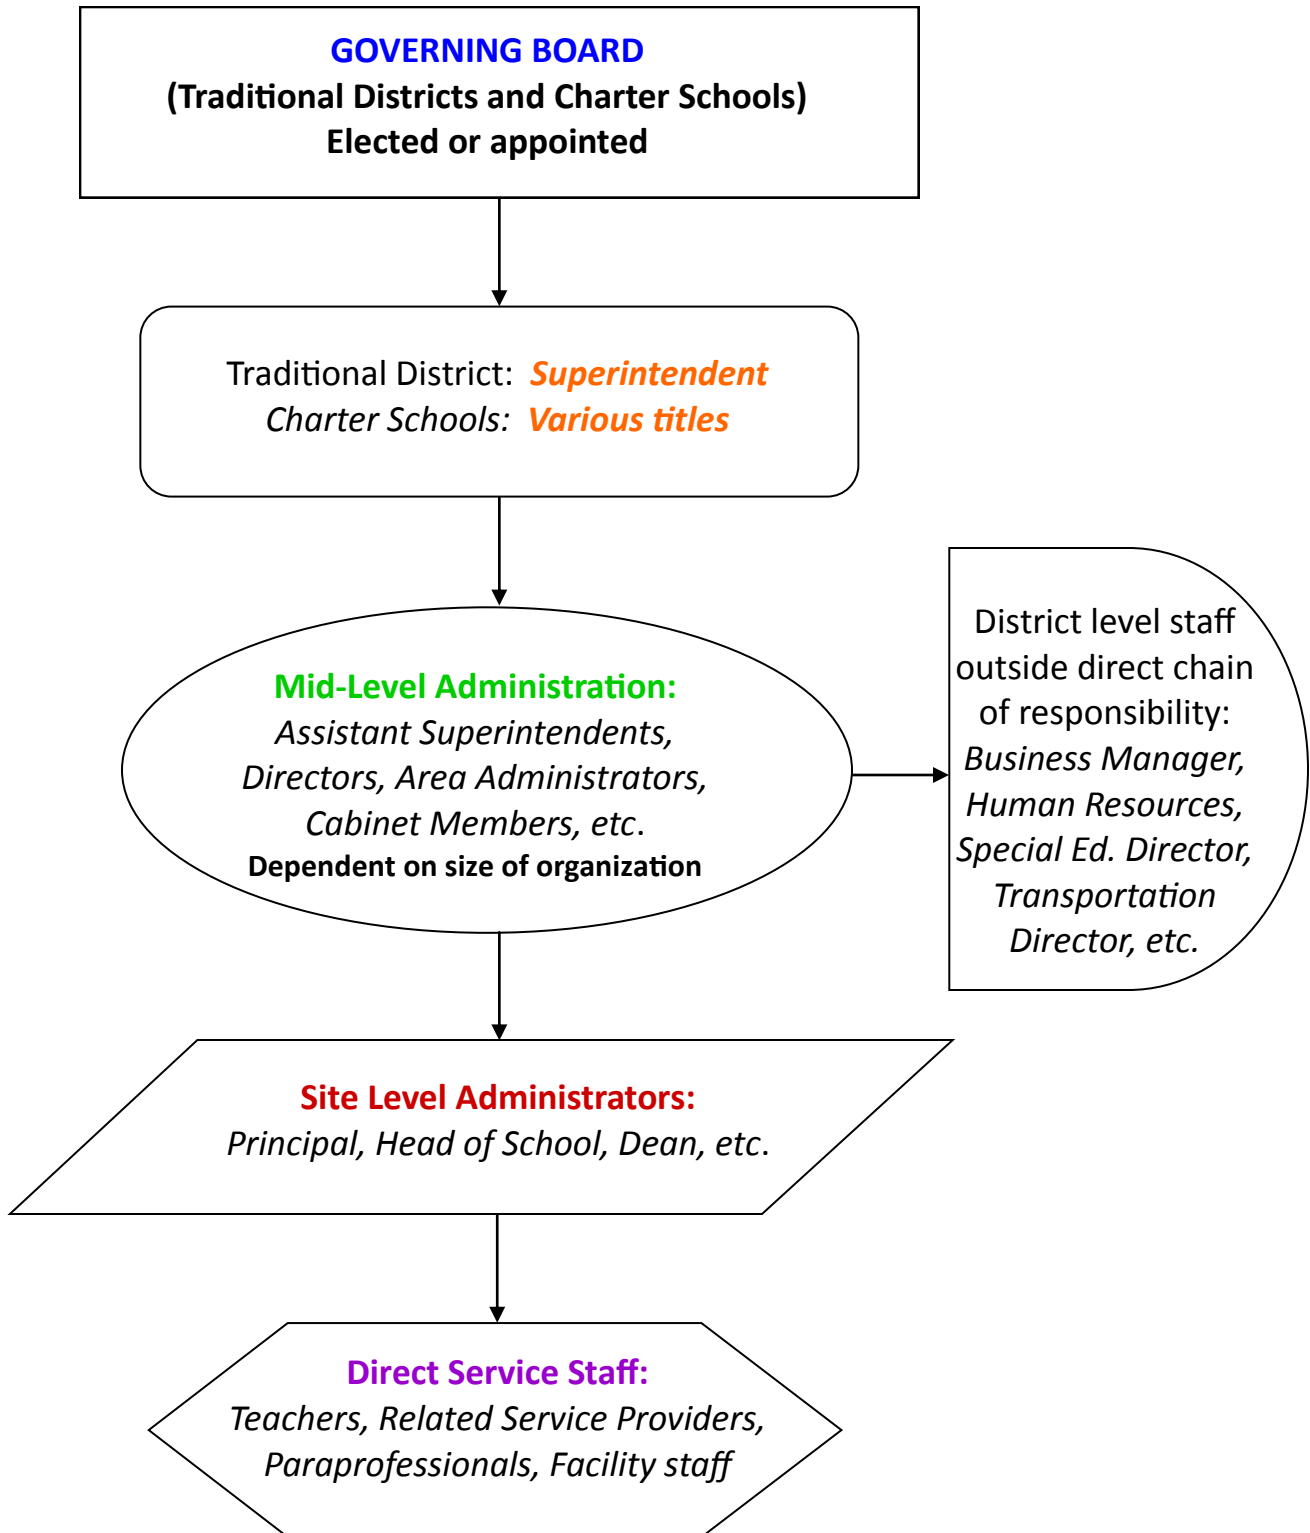 GOVERNING BOARD
(Traditional Districts and Charter Schools)
Elected or appointed
Traditional District: Superintendent
Charter Schools: Various titles
Mid-Level Administration:
Assistant Superintendents,
Directors, Area Administrators,
Cabinet Members, etc.
Dependent on size of organization
District level staff
outside direct chain
of responsibility:
Business Manager,
Human Resources,
Special Ed. Director,
Transportation
Director, etc.
Site Level Administrators:
Principal, Head of School, Dean, etc.
Direct Service Staff:
Teachers, Related Service Providers,
Paraprofessionals, Facility staff